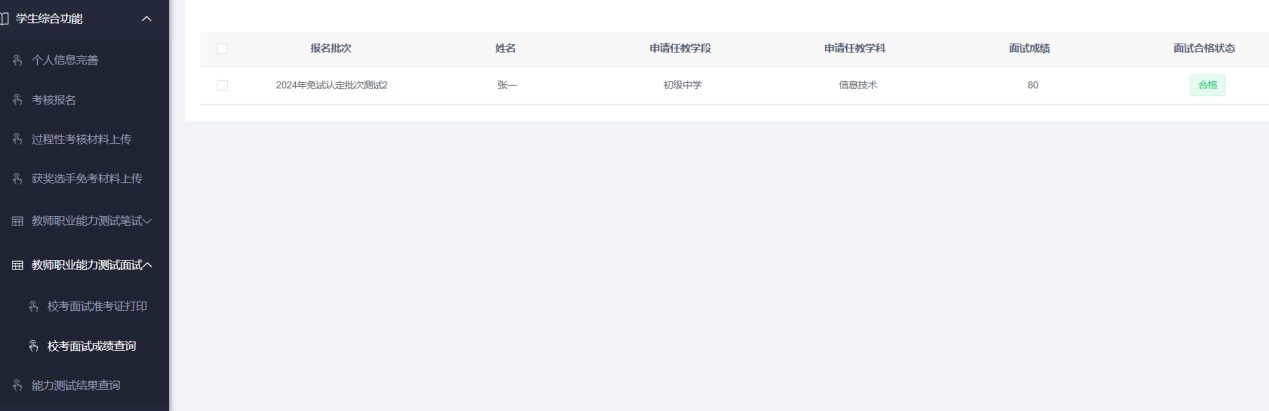 学生综合功能
个人信息完善
考核报名
过程性考核材料上传
获奖选手免考材料上传
教师职业能力测试笔试
教师职业能力测试面试
校考面试准考证打印
校考面试成绩查询
能力测试结果查询
报名批次 姓名 申请任教学段 申请任教学科 面试成绩 面试合格状态
2024年免试认定批次测试2 张一 初级中学 信息技术 80 合格